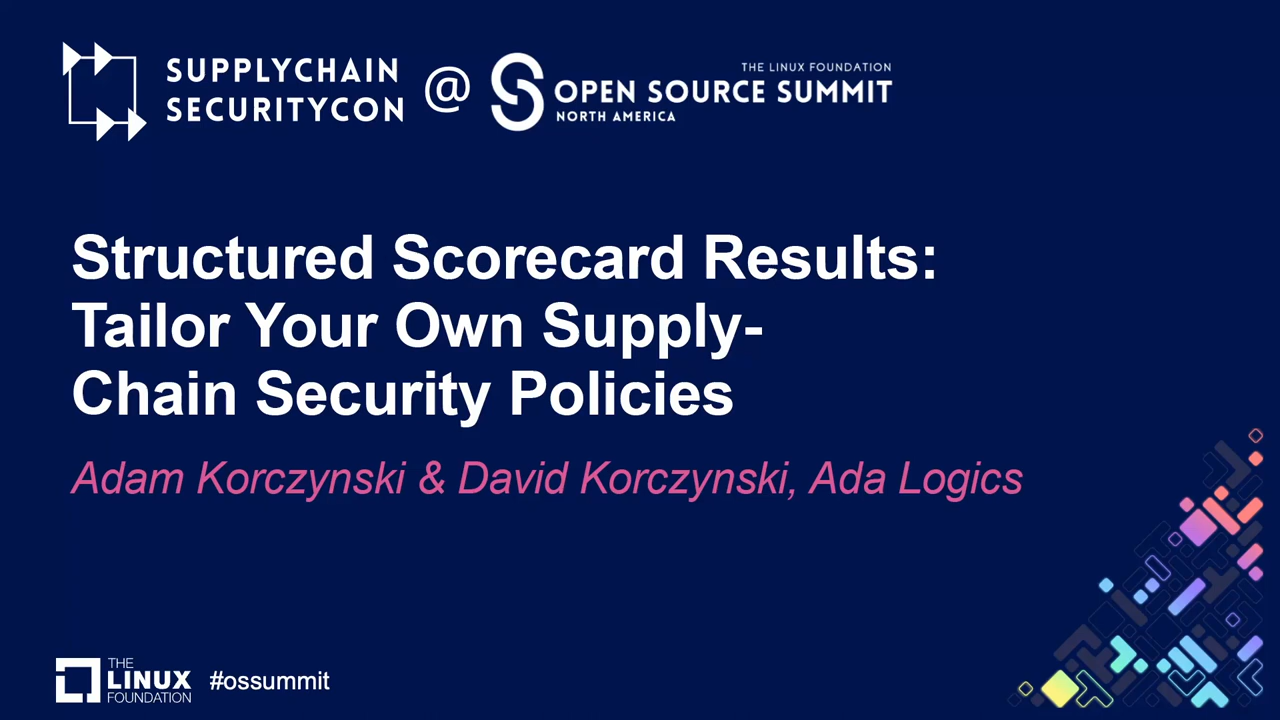 SUPPLYCHAIN
SECURITYCON
@
THE LINUX FOUNDATION
OPEN SOURCE SUMMIT
NORTH AMERICA
Structured Scorecard Results:
Tailor Your Own Supply-
Chain Security Policies
Adam Korczynski & David Korczynski, Ada Logics
THE
LINUX
FOUNDATION
#ossummit